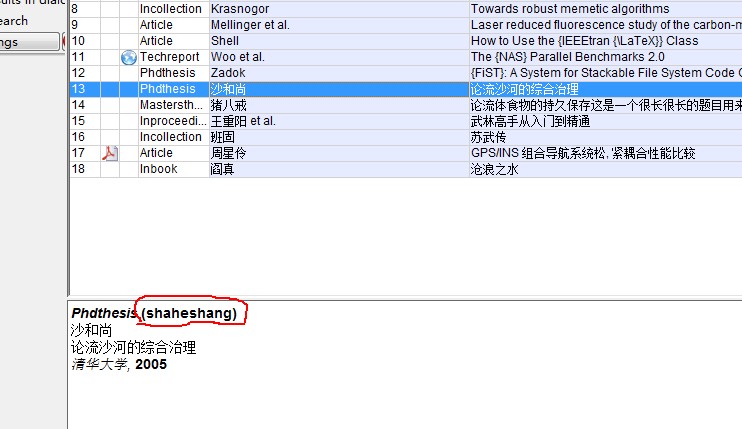 8 Incollection Krasnogor Towards robust memetic algorithms
earch 9 Article Mellinger et al. Laser reduced fluorescence study of the carbon-m
ngs 10 Article Shell How to Use the {IEEEtran {\LaTeX}} Class
11 Techreport Woo et al. The {NAS} Parallel Benchmarks 2.0
12 Phdthesis Zadok {FiST}: A System for Stackable File System Code G
13 Phdthesis 沙和尚 论流沙河的综合治理
14 Mastersth... 猪八戒 论流体食物的持久保存这是一个很长很长的题目用来
15 Inproceedi... 王重阳 et al. 武林高手从入门到精通
16 Incollection 班固 苏武传
17 Article 周星伶 GPS/INS 组合导航系统松, 紧耦合性能比较
18 Inbook 阎真 沧浪之水
Phdthesis (shaheshang)
沙和尚
论流沙河的综合治理
清华大学, 2005